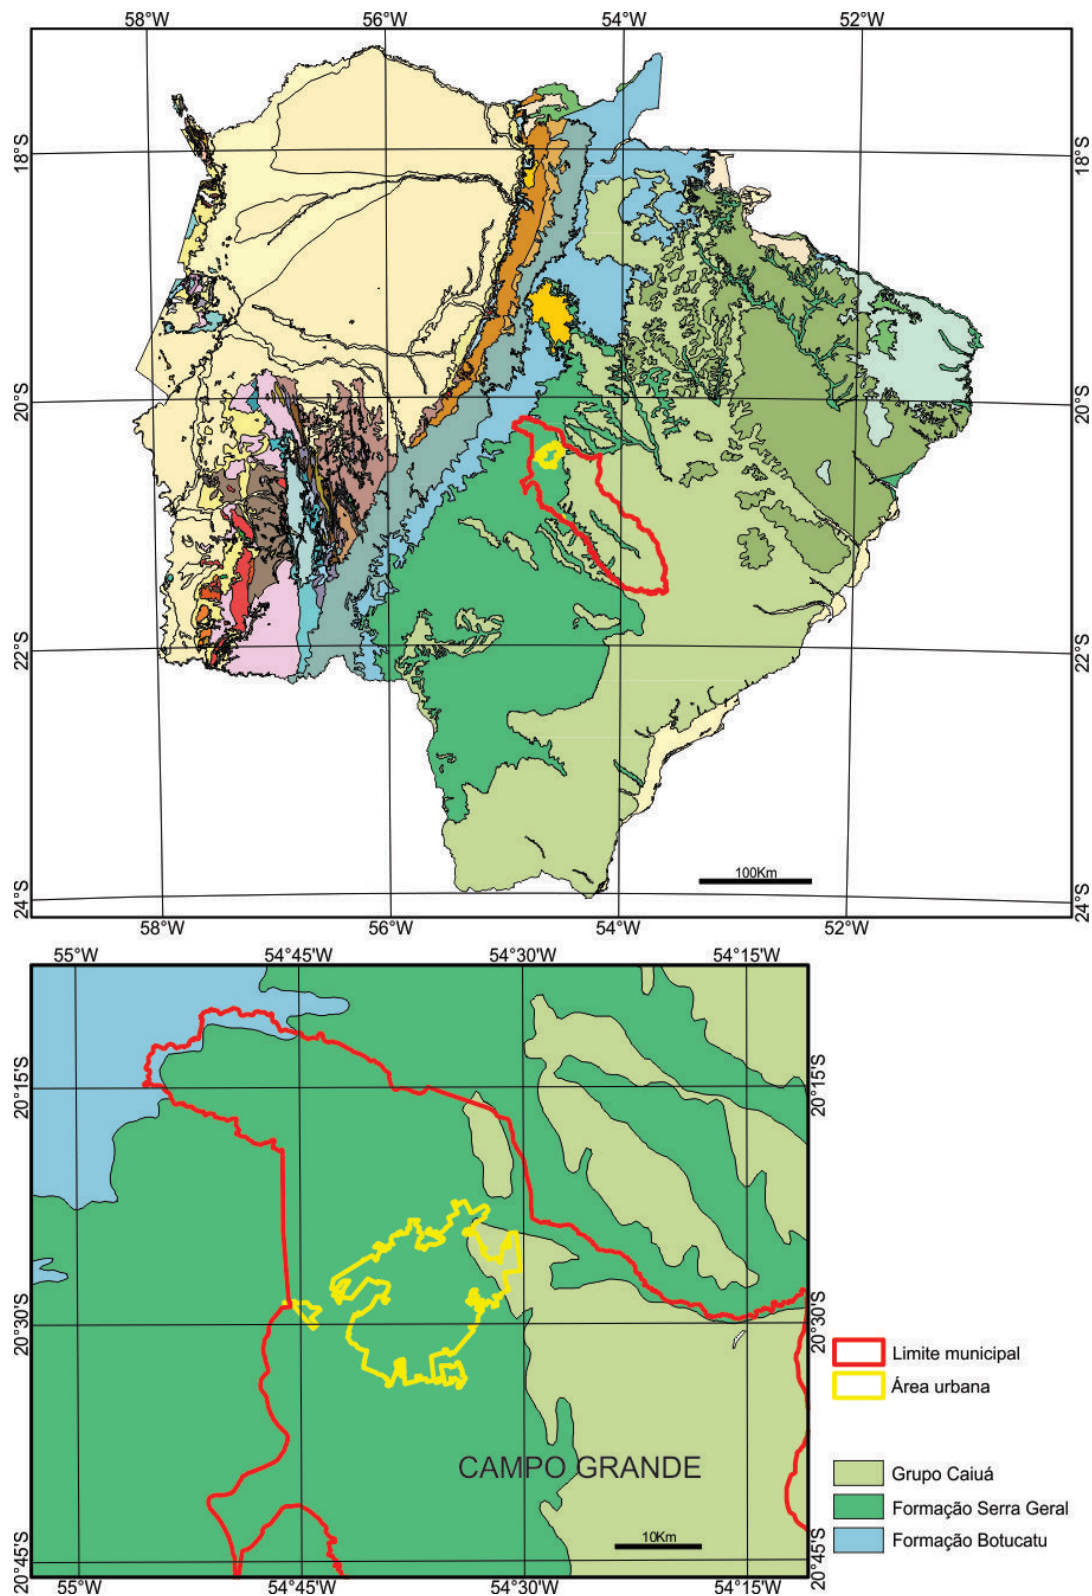 58°W 56°W 54°W 52°W
18°S 18°S
20°S 20°S
22°S 22°S
100Km
24°S 24°S
58°W 56°W 54°W 52°W
55°W 54°45'W 54°30'W 54°15'W
20°15'S 20°15'S
20°30'S 20°30'S
Limite municipal
Área urbana
CAMPO GRANDE
Grupo Caiuá
Formação Serra Geral
10Km
Formação Botucatu
20°45'S 20°45'S
55°W 54°45'W 54°30'W 54°15'W